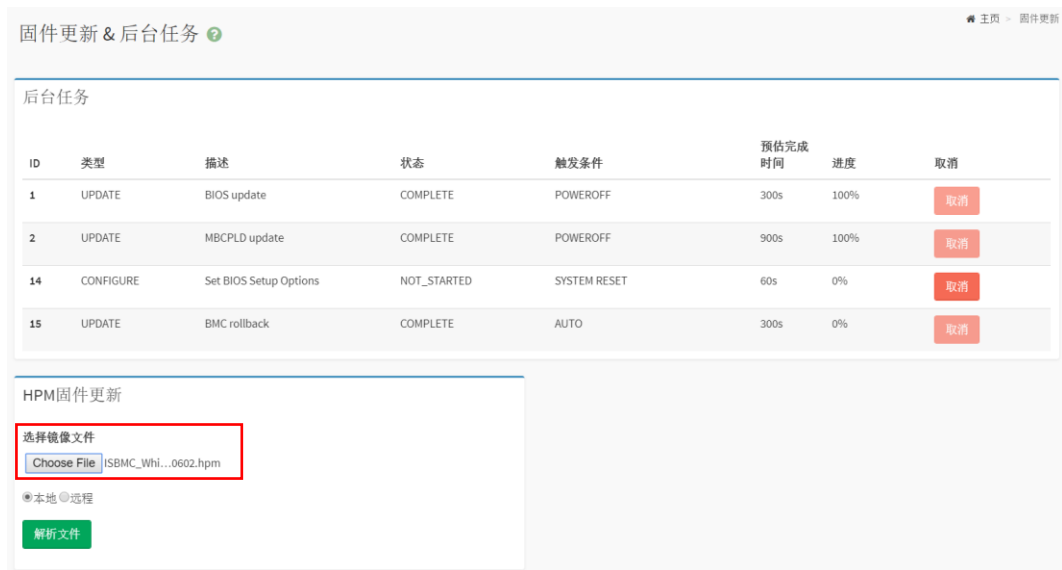 主页 > 固件更新
固件更新 & 后台任务
后台任务
ID 类型 描述 状态 触发条件 预估完成时间 进度 取消
1 UPDATE BIOS update COMPLETE POWEROFF 300s 100% 取消
2 UPDATE MBCPLD update COMPLETE POWEROFF 900s 100% 取消
14 CONFIGURE Set BIOS Setup Options NOT_STARTED SYSTEM RESET 60s 0% 取消
15 UPDATE BMC rollback COMPLETE AUTO 300s 0% 取消
HPM固件更新
选择镜像文件
Choose File ISBMC_Whi...0602.hpm
本地 远程
解析文件